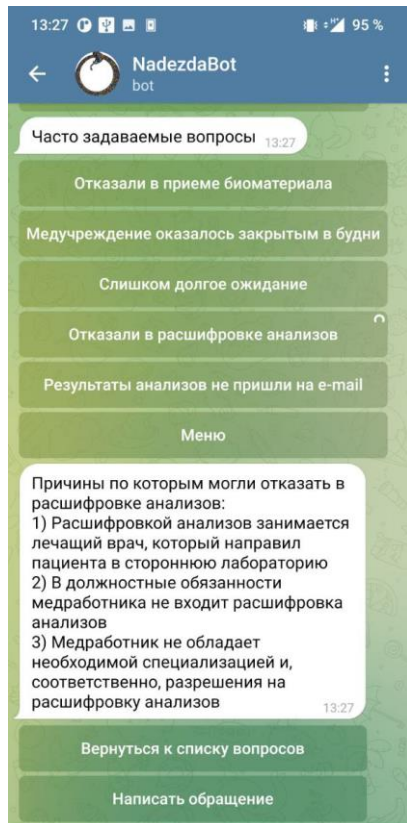 13:27 95 %
NadezdaBot
bot
Часто задаваемые вопросы 13:27
Отказали в приеме биоматериала
Медучреждение оказалось закрытым в будни
Слишком долгое ожидание
Отказали в расшифровке анализов
Результаты анализов не пришли на e-mail
Меню
Причины по которым могли отказать в
расшифровке анализов:
1) Расшифровкой анализов занимается
лечащий врач, который направил
пациента в стороннюю лабораторию
2) В должностные обязанности
медработника не входит расшифровка
анализов
3) Медработник не обладает
необходимой специализацией и,
соответственно, разрешения на
расшифровку анализов 13:27
Вернуться к списку вопросов
Написать обращение